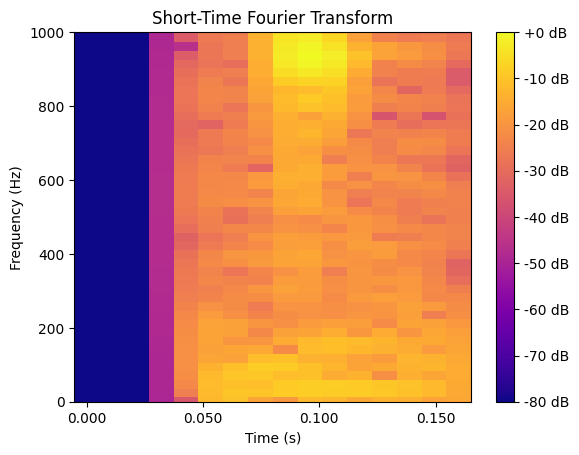 Short-Time Fourier Transform
1000
800
600
400
200
0
Frequency (Hz)
0.000
0.050
0.100
0.150
Time (s)
+0 dB
-10 dB
-20 dB
-30 dB
-40 dB
-50 dB
-60 dB
-70 dB
-80 dB